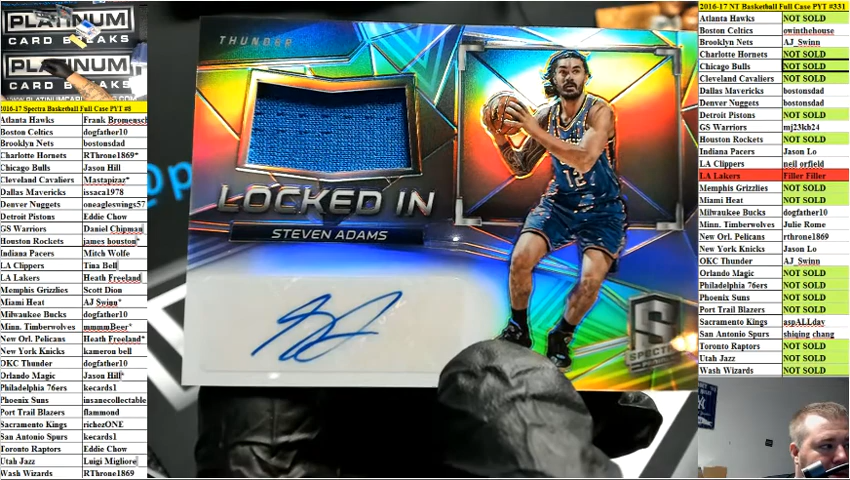 PLATINUM
CARD BREAKS
PLATINUM
CARD BREAKS
2016-17 Spectra Basketball Full Case PYT #8
Atlanta Hawks Frank Bromensch
Boston Celtics dogfather10
Brooklyn Nets bostonsdad
Charlotte Hornets RThrone1869*
Chicago Bulls Jason Hill
Cleveland Cavaliers Mastapizaz*
Dallas Mavericks issaca1978
Denver Nuggets oneagleswings57
Detroit Pistons Eddie Chow
GS Warriors Daniel Chipman
Houston Rockets james houston*
Indiana Pacers Mitch Wolfe
LA Clippers Tina Bell
LA Lakers Heath Freeland
Memphis Grizzlies Scott Dion
Miami Heat AJ Swinn*
Milwaukee Bucks dogfather10
Minn. Timberwolves mmmmBeer*
New Orl. Pelicans Heath Freeland*
New York Knicks kameron bell
OKC Thunder dogfather10
Orlando Magic Jason Hill*
Philadelphia 76ers kecards1
Phoenix Suns insanecollectable
Port Trail Blazers flammond
Sacramento Kings richezONE
San Antonio Spurs kecards1
Toronto Raptors Eddie Chow
Utah Jazz Luigi Migliore
Wash Wizards RThrone1869
THUNDER
12
LOCKED IN
STEVEN ADAMS
S
SPECTRA
2016-17 NT Basketball Full Case PYT #331
Atlanta Hawks NOT SOLD
Boston Celtics owinthehouse
Brooklyn Nets AJ_Swinn
Charlotte Hornets NOT SOLD
Chicago Bulls NOT SOLD
Cleveland Cavaliers NOT SOLD
Dallas Mavericks bostonsdad
Denver Nuggets bostonsdad
Detroit Pistons NOT SOLD
GS Warriors mj23kb24
Houston Rockets NOT SOLD
Indiana Pacers Jason Lo
LA Clippers neil orfield
LA Lakers Filler Filler
Memphis Grizzlies NOT SOLD
Miami Heat NOT SOLD
Milwaukee Bucks dogfather10
Minn. Timberwolves Julie Rome
New Orl. Pelicans rthrone1869
New York Knicks Jason Lo
OKC Thunder AJ_Swinn
Orlando Magic NOT SOLD
Philadelphia 76ers NOT SOLD
Phoenix Suns NOT SOLD
Port Trail Blazers NOT SOLD
Sacramento Kings aspALLday
San Antonio Spurs shiqing chang
Toronto Raptors NOT SOLD
Utah Jazz NOT SOLD
Wash Wizards NOT SOLD